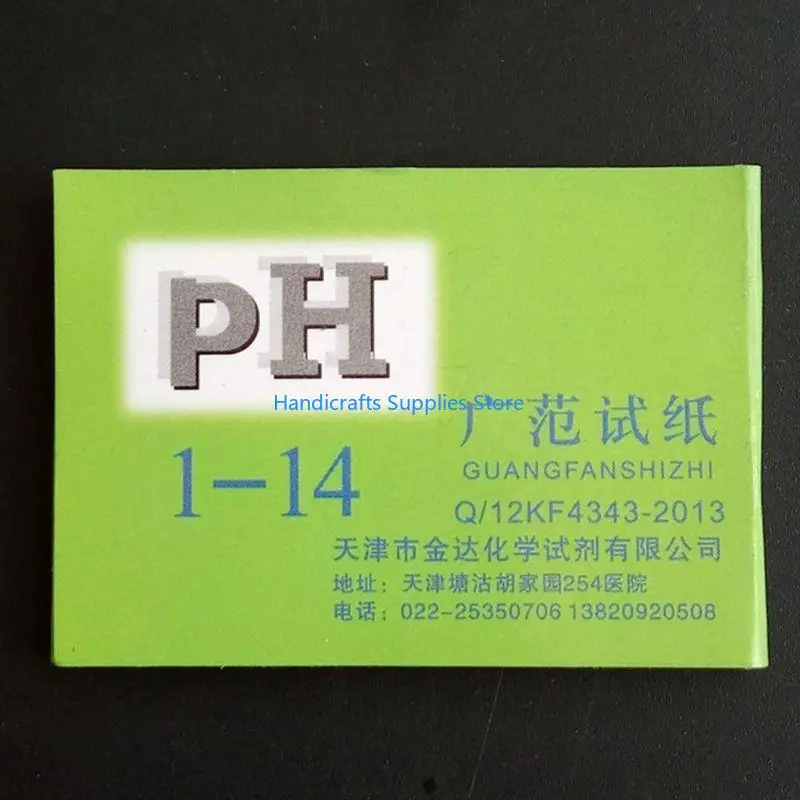 pH
Handicrafts Supplies Store
广范试纸
GUANGFANSHIZHI
1-14
Q/12KF4343-2013
天津市金达化学试剂有限公司
地址：天津塘沽胡家园254医院
电话：022-25350706 13820920508